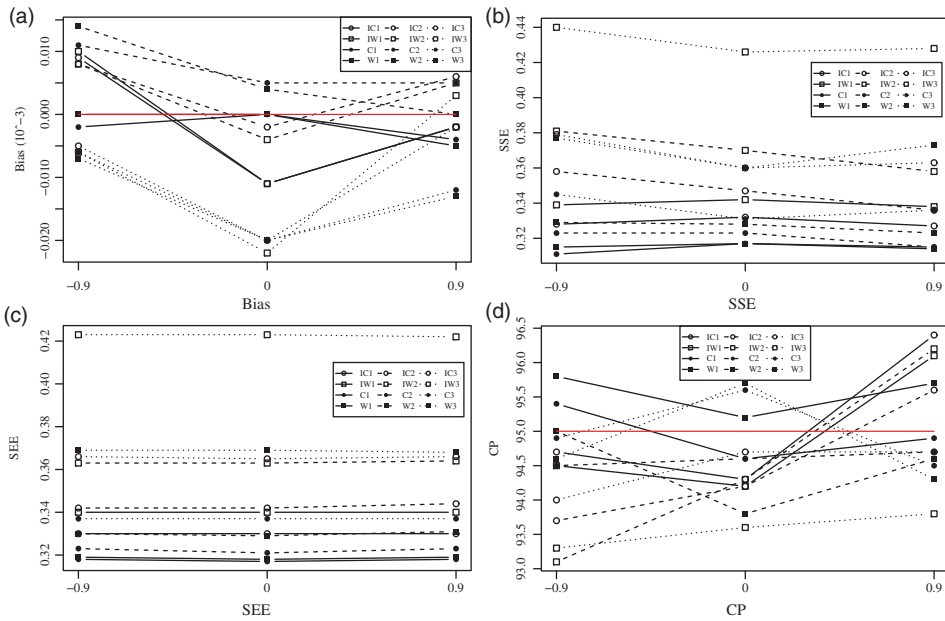 (a)
Bias (10^−3)
0.010
0.000
−0.010
−0.020
IC1 IC2 IC3
IW1 IW2 IW3
C1 C2 C3
W1 W2 W3
−0.9 0 0.9
Bias
(b)
SSE
0.44
0.42
0.40
0.38
0.36
0.34
0.32
IC1 IC2 IC3
IW1 IW2 IW3
C1 C2 C3
W1 W2 W3
−0.9 0 0.9
SSE
(c)
SEE
0.42
0.40
0.38
0.36
0.34
0.32
IC1 IC2 IC3
IW1 IW2 IW3
C1 C2 C3
W1 W2 W3
−0.9 0 0.9
SEE
(d)
CP
96.5
96.0
95.5
95.0
94.5
94.0
93.5
93.0
IC1 IC2 IC3
IW1 IW2 IW3
C1 C2 C3
W1 W2 W3
−0.9 0 0.9
CP